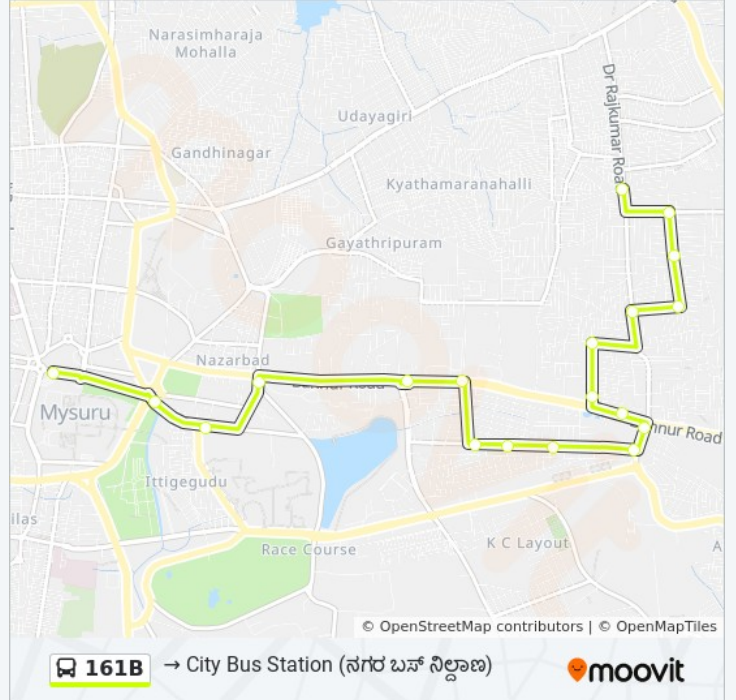 Narasimharaja
Mohalla
Dr Rajkumar Roa
Udayagiri
Gandhinagar
Kyathamaranahalli
Gayathripuram
Nazarbad
Mysuru
nnur Road
Ittigegudu
ilas
Race Course
K C Layout
A
© OpenStreetMap contributors | © OpenMapTiles
161B → City Bus Station (ನಗರ ಬಸ್ ನಿಲ್ದಾಣ)
moovit